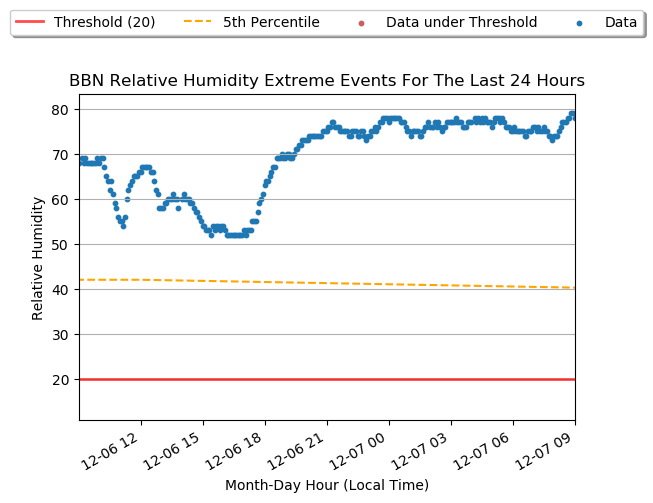 Threshold (20) 5th Percentile Data under Threshold Data
BBN Relative Humidity Extreme Events For The Last 24 Hours
80
70
60
50
40
30
20
Relative Humidity
12-06 12 12-06 15 12-06 18 12-06 21 12-07 00 12-07 03 12-07 06 12-07 09
Month-Day Hour (Local Time)